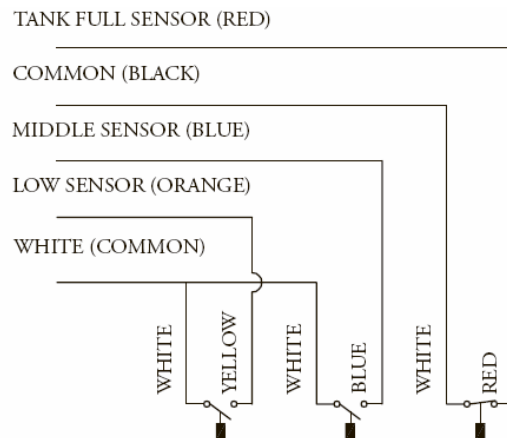 TANK FULL SENSOR (RED)
COMMON (BLACK)
MIDDLE SENSOR (BLUE)
LOW SENSOR (ORANGE)
WHITE (COMMON)
WHITE
YELLOW
WHITE
BLUE
WHITE
RED